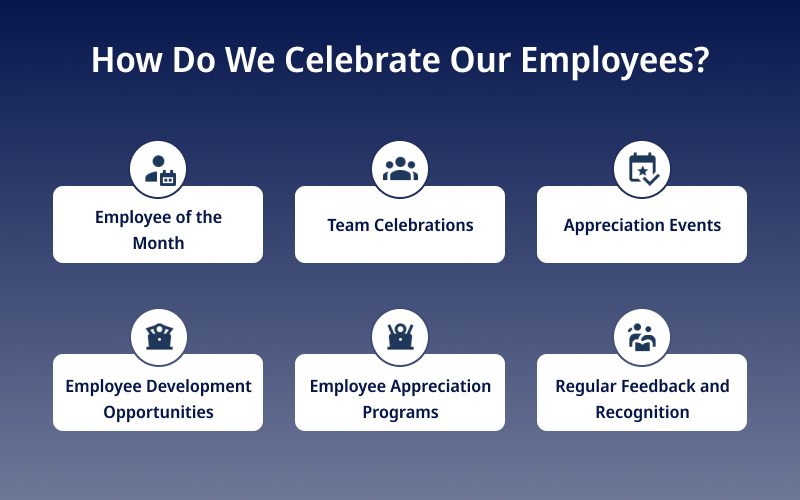 How Do We Celebrate Our Employees?
Employee of the
Month
Team Celebrations
Appreciation Events
Employee Development
Opportunities
Employee Appreciation
Programs
Regular Feedback and
Recognition